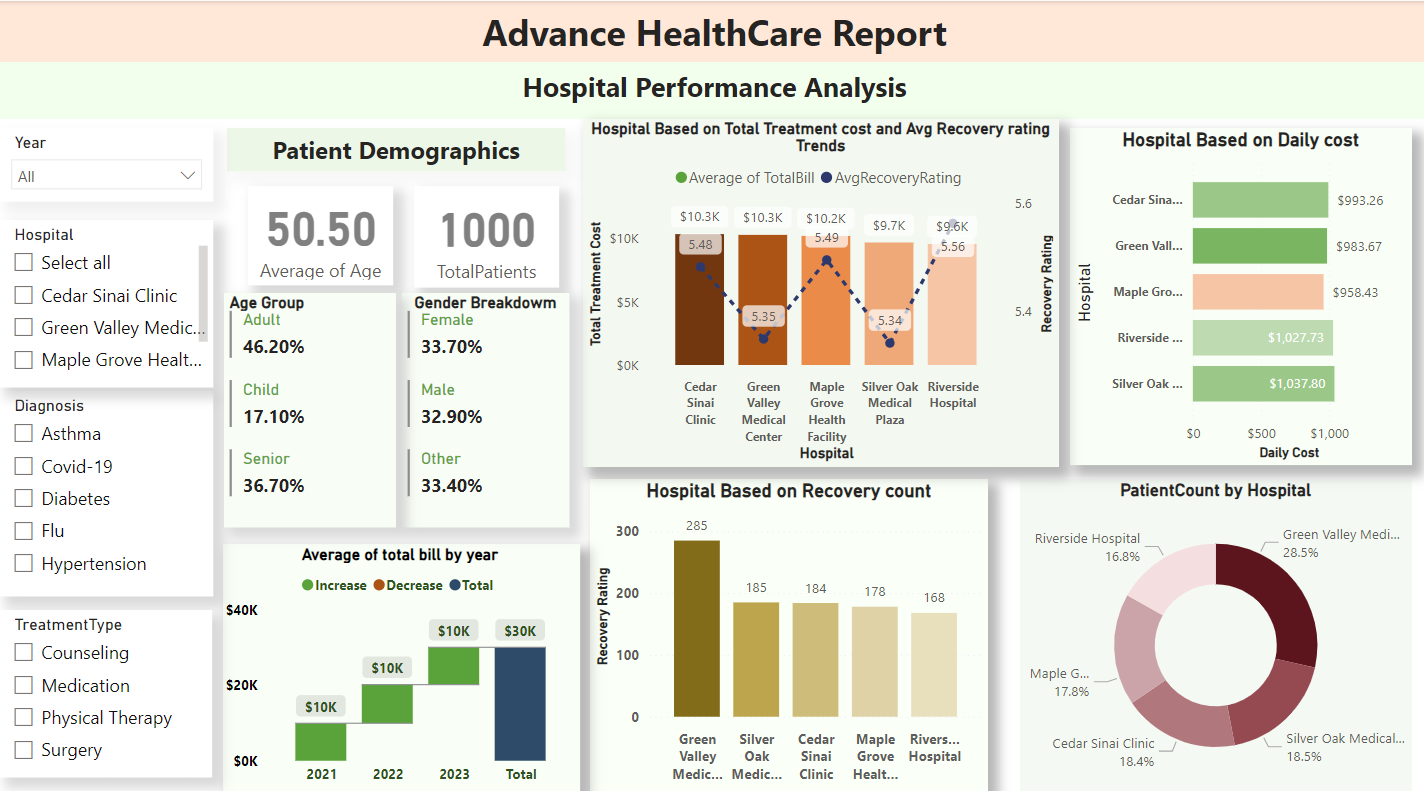 Advance HealthCare Report
Hospital Performance Analysis
Year
All
Hospital
Select all
Cedar Sinai Clinic
Green Valley Medic...
Maple Grove Healt...
Diagnosis
Asthma
Covid-19
Diabetes
Flu
Hypertension
TreatmentType
Counseling
Medication
Physical Therapy
Surgery
Patient Demographics
50.50
Average of Age
1000
TotalPatients
Age Group
Adult
46.20%
Child
17.10%
Senior
36.70%
Gender Breakdowm
Female
33.70%
Male
32.90%
Other
33.40%
Average of total bill by year
Increase Decrease Total
$40K
$20K
$0K
$10K
$10K
$10K
$30K
2021 2022 2023 Total
Hospital Based on Total Treatment cost and Avg Recovery rating
Trends
Average of TotalBill AvgRecoveryRating
Total Treatment Cost
$10K
$5K
$0K
$10.3K $10.3K $10.2K $9.7K $9.6K
5.48 5.35 5.49 5.34 5.56
5.6
5.4
Recovery Rating
Cedar
Sinai
Clinic
Green
Valley
Medical
Center
Maple
Grove
Health
Facility
Silver Oak
Medical
Plaza
Riverside
Hospital
Hospital
Hospital Based on Daily cost
Hospital
Cedar Sina... $993.26
Green Vall... $983.67
Maple Gro... $958.43
Riverside ... $1,027.73
Silver Oak ... $1,037.80
$0 $500 $1,000
Daily Cost
Hospital Based on Recovery count
Recovery Rating
300
200
100
0
285 185 184 178 168
Green
Valley
Medic...
Silver
Oak
Medic...
Cedar
Sinai
Clinic
Maple
Grove
Healt...
Rivers...
Hospital
PatientCount by Hospital
Riverside Hospital
16.8%
Green Valley Medi...
28.5%
Maple G...
17.8%
Cedar Sinai Clinic
18.4%
Silver Oak Medical...
18.5%